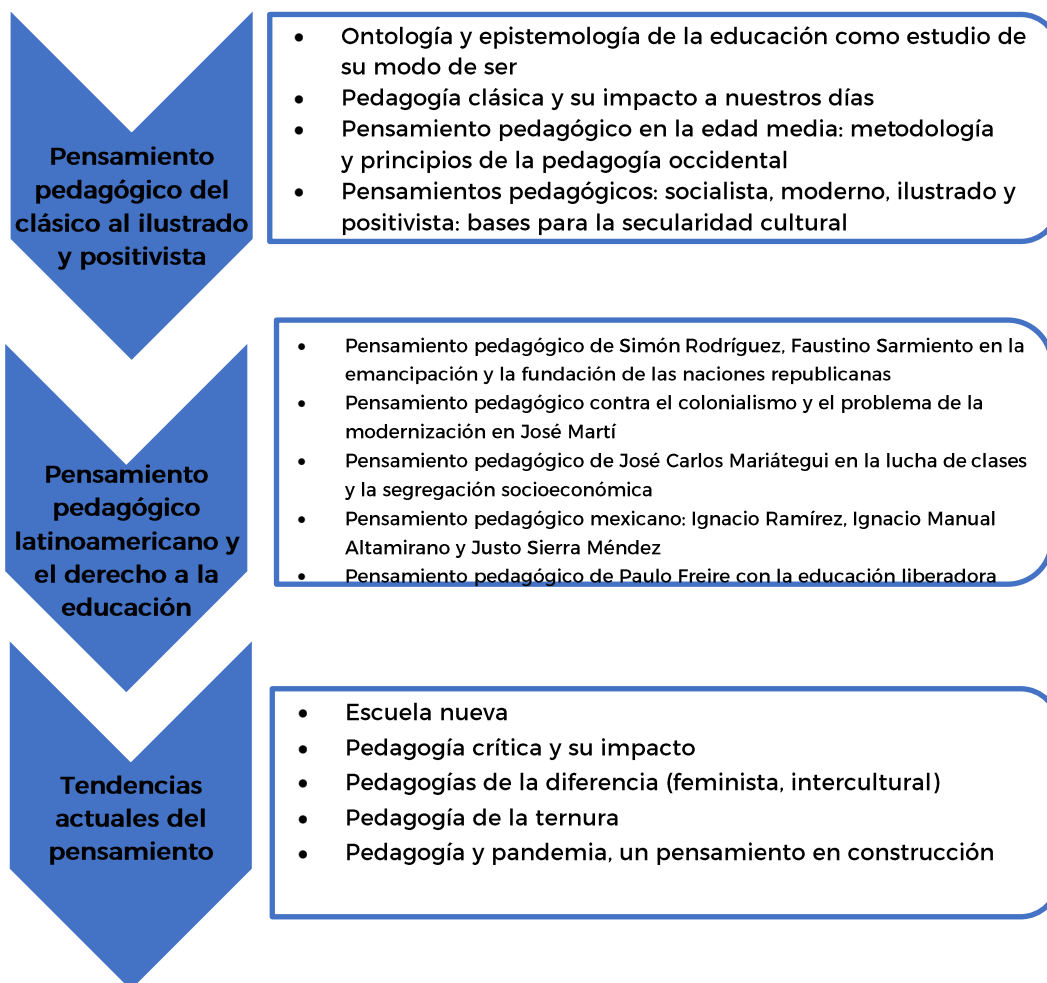 Pensamiento
pedagógico del
clásico al ilustrado
y positivista
• Ontología y epistemología de la educación como estudio de
su modo de ser
• Pedagogía clásica y su impacto a nuestros días
• Pensamiento pedagógico en la edad media: metodología
y principios de la pedagogía occidental
• Pensamientos pedagógicos: socialista, moderno, ilustrado y
positivista: bases para la secularidad cultural
Pensamiento
pedagógico
latinoamericano y
el derecho a la
educación
• Pensamiento pedagógico de Simón Rodríguez, Faustino Sarmiento en la
emancipación y la fundación de las naciones republicanas
• Pensamiento pedagógico contra el colonialismo y el problema de la
modernización en José Martí
• Pensamiento pedagógico de José Carlos Mariátegui en la lucha de clases
y la segregación socioeconómica
• Pensamiento pedagógico mexicano: Ignacio Ramírez, Ignacio Manual
Altamirano y Justo Sierra Méndez
• Pensamiento pedagógico de Paulo Freire con la educación liberadora
Tendencias
actuales del
pensamiento
• Escuela nueva
• Pedagogía crítica y su impacto
• Pedagogías de la diferencia (feminista, intercultural)
• Pedagogía de la ternura
• Pedagogía y pandemia, un pensamiento en construcción